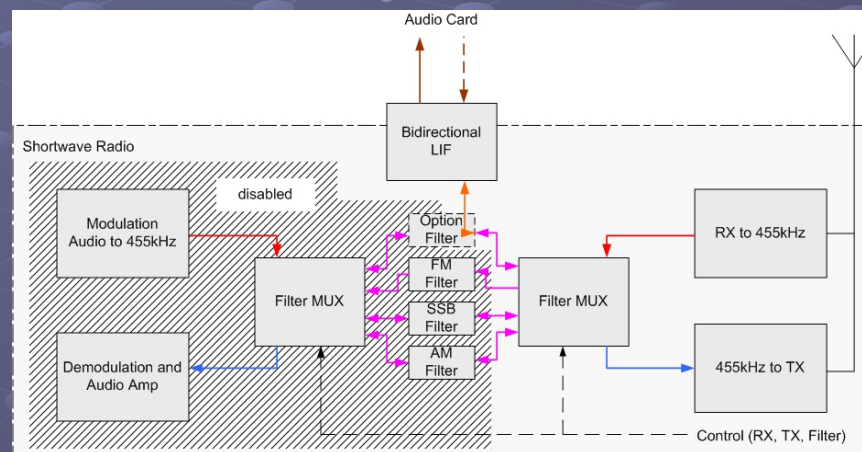 Audio Card
Shortwave Radio
Bidirectional
LIF
disabled
Modulation
Audio to 455kHz
Option
Filter
RX to 455kHz
Filter MUX
FM
Filter
Filter MUX
SSB
Filter
Demodulation and
Audio Amp
AM
Filter
455kHz to TX
Control (RX, TX, Filter)